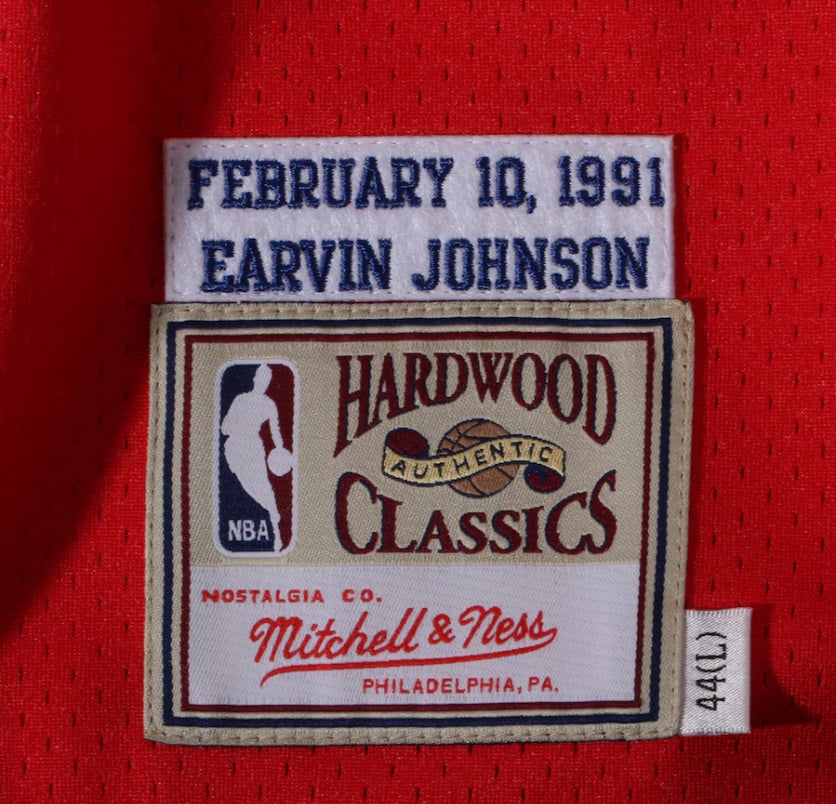 FEBRUARY 10, 1991
EARVIN JOHNSON
HARDWOOD
AUTHENTIC
CLASSICS
NBA
NOSTALGIA CO.
Mitchell & Ness
PHILADELPHIA, PA.
44(L)